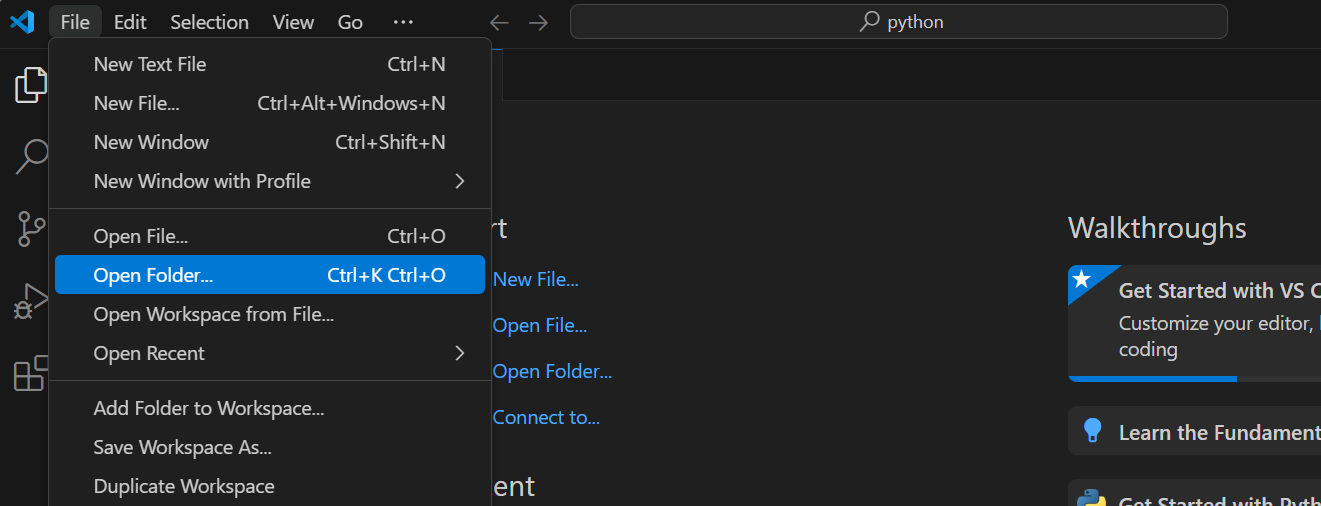 File Edit Selection View Go ···
python
New Text File Ctrl+N
New File... Ctrl+Alt+Windows+N
New Window Ctrl+Shift+N
New Window with Profile
Open File... Ctrl+O
Open Folder... Ctrl+K Ctrl+O
Open Workspace from File...
Open Recent
Add Folder to Workspace...
Save Workspace As...
Duplicate Workspace
rt
New File...
Open File...
Open Folder...
Connect to...
ent
Walkthroughs
Get Started with VS C
Customize your editor,
coding
Learn the Fundament
Get Started with Pyth